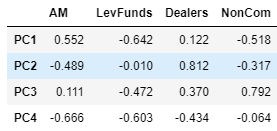 AM LevFunds Dealers NonCom
PC1 0.552 -0.642 0.122 -0.518
PC2 -0.489 -0.010 0.812 -0.317
PC3 0.111 -0.472 0.370 0.792
PC4 -0.666 -0.603 -0.434 -0.064